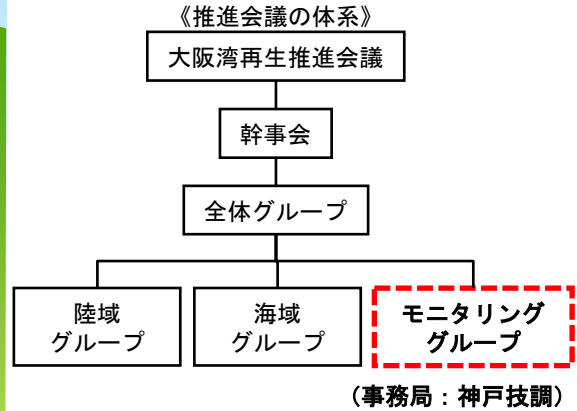 《推進会議の体系》
大阪湾再生推進会議
幹事会
全体グループ
陸域
グループ
海域
グループ
モニタリング
グループ
（事務局：神戸技調）